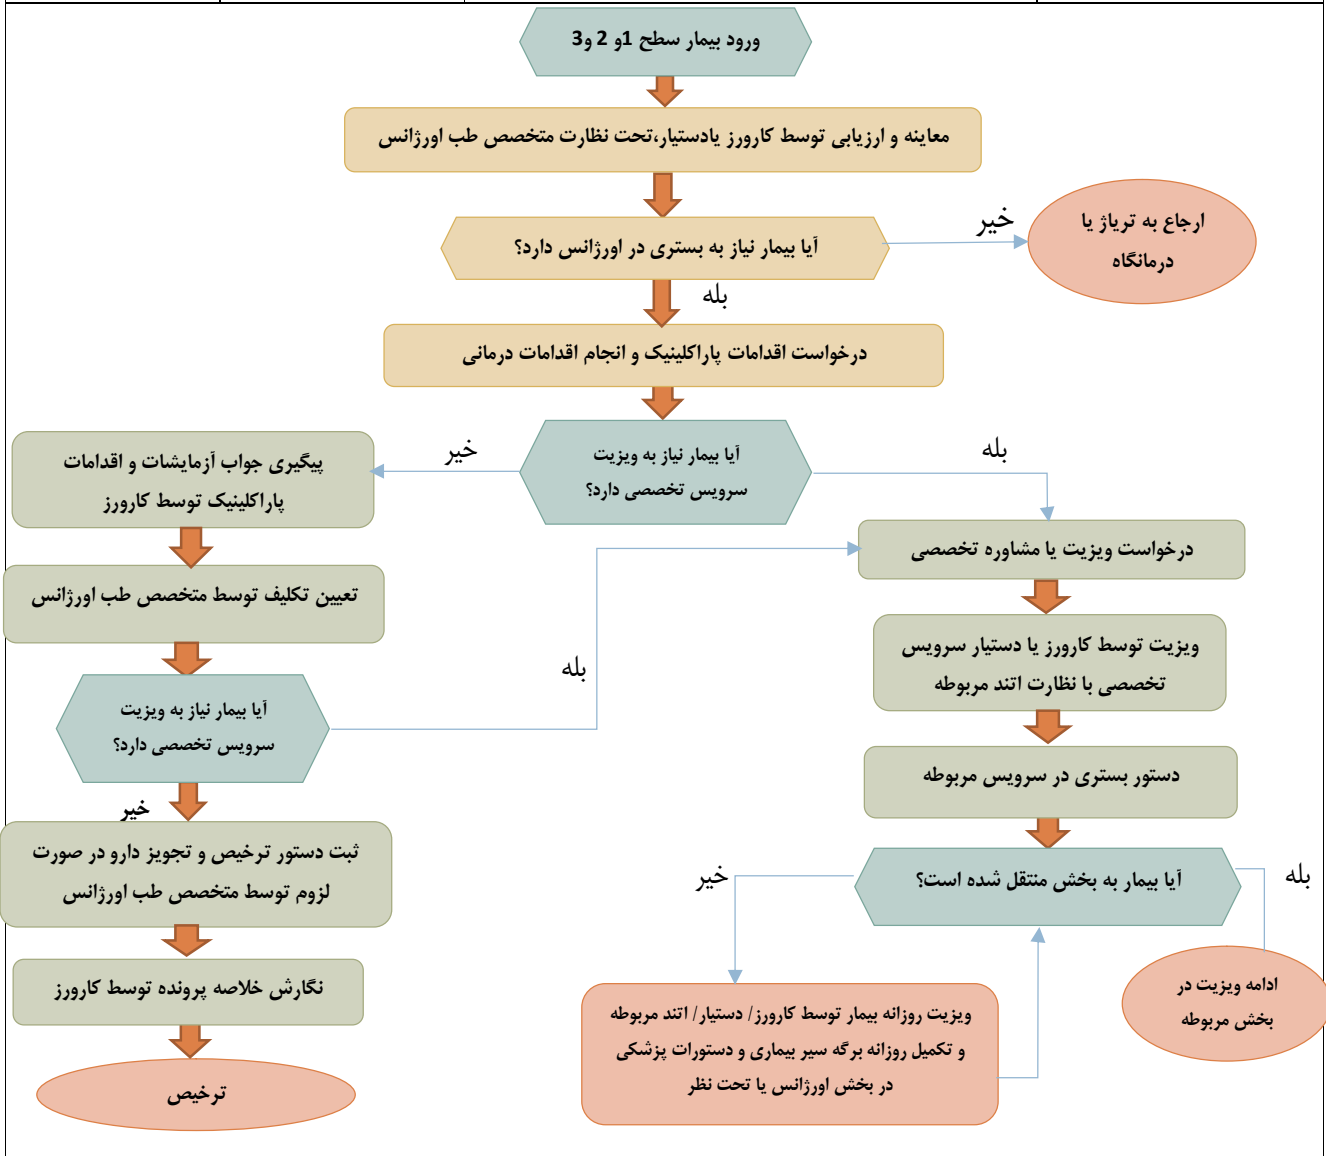 ورود بیمار سطح 1و 2 و3
معاینه و ارزیابی توسط کارورز یادستیار،تحت نظارت متخصص طب اورژانس
آیا بیمار نیاز به بستری در اورژانس دارد؟
خیر
ارجاع به تریاژ یا
درمانگاه
بله
درخواست اقدامات پاراکلینیک و انجام اقدامات درمانی
آیا بیمار نیاز به ویزیت
سرویس تخصصی دارد؟
بله
خیر
درخواست ویزیت یا مشاوره تخصصی
ویزیت توسط کارورز یا دستیار سرویس
تخصصی با نظارت اتند مربوطه
دستور بستری در سرویس مربوطه
آیا بیمار به بخش منتقل شده است؟
بله
ادامه ویزیت در
بخش مربوطه
خیر
ویزیت روزانه بیمار توسط کارورز/ دستیار/ اتند مربوطه
و تکمیل روزانه برگه سیر بیماری و دستورات پزشکی
در بخش اورژانس یا تحت نظر
پیگیری جواب آزمایشات و اقدامات
پاراکلینیک توسط کارورز
تعیین تکلیف توسط متخصص طب اورژانس
آیا بیمار نیاز به ویزیت
سرویس تخصصی دارد؟
بله
خیر
ثبت دستور ترخیص و تجویز دارو در صورت
لزوم توسط متخصص طب اورژانس
نگارش خلاصه پرونده توسط کارورز
ترخیص